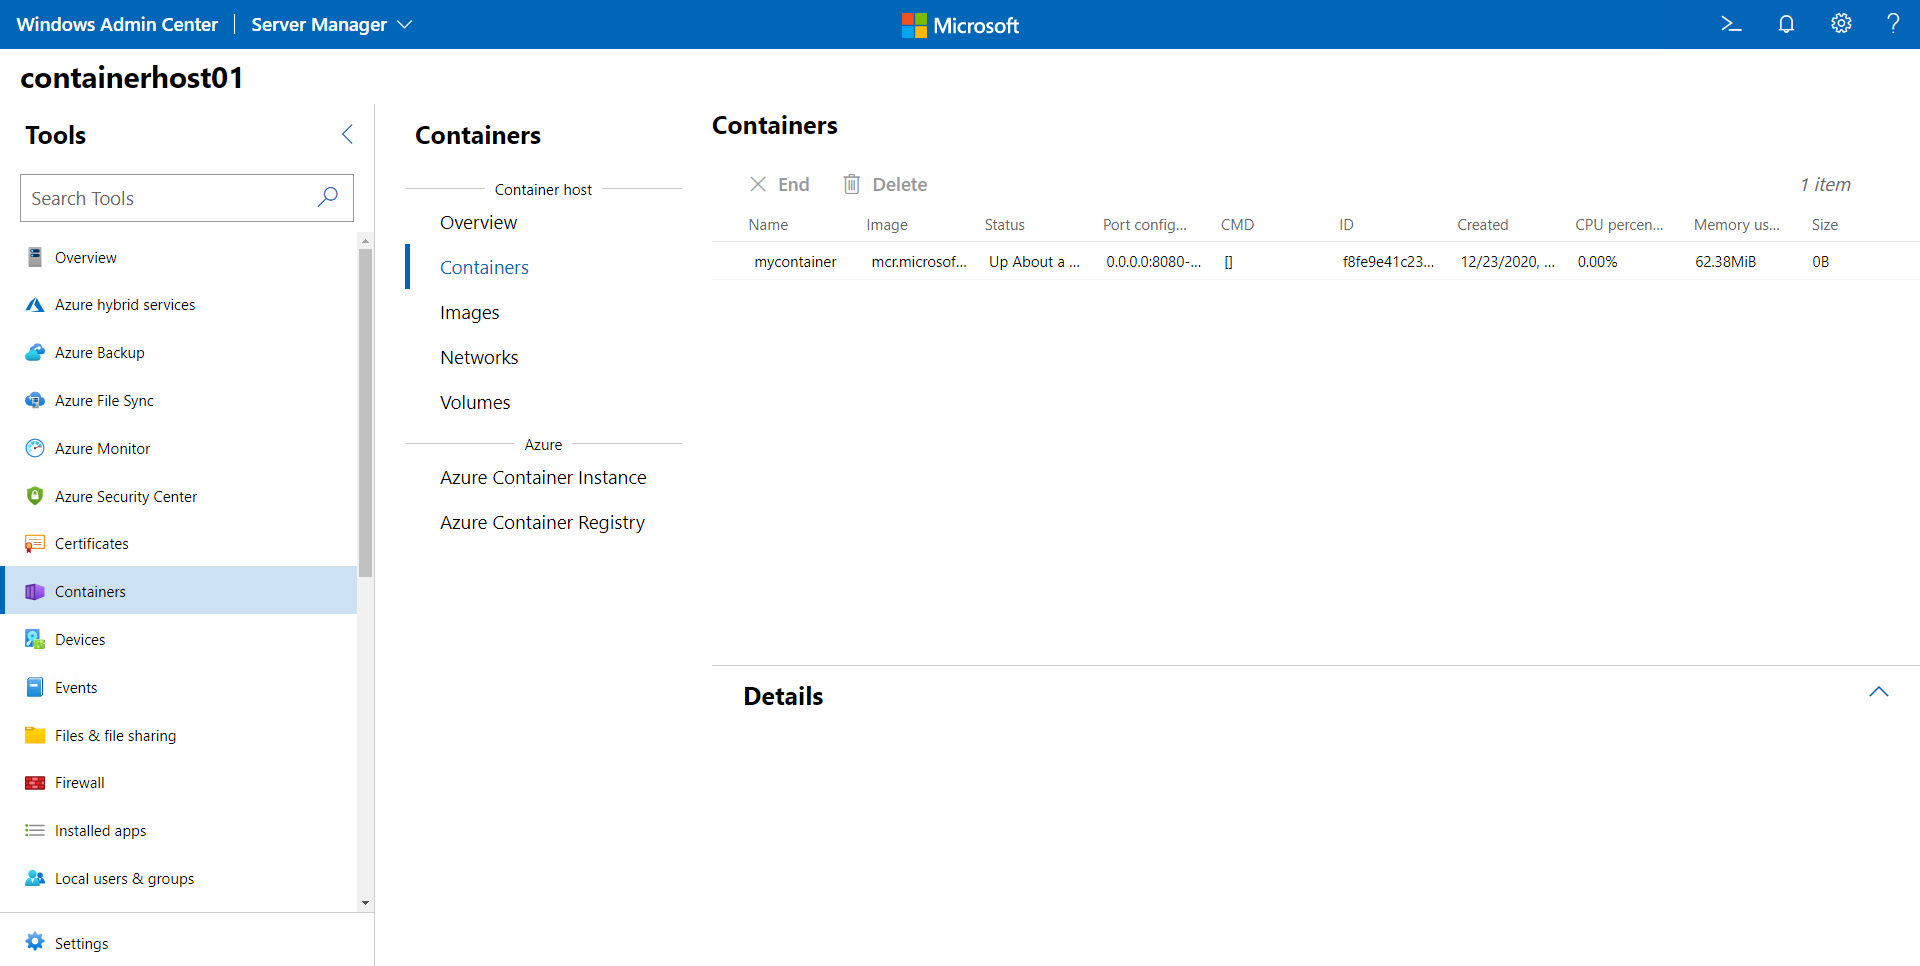 Windows Admin Center
Server Manager
Microsoft
containerhost01
Tools
Search Tools
Overview
Azure hybrid services
Azure Backup
Azure File Sync
Azure Monitor
Azure Security Center
Certificates
Containers
Devices
Events
Files & file sharing
Firewall
Installed apps
Local users & groups
Settings
Containers
Container host
Overview
Containers
Images
Networks
Volumes
Azure
Azure Container Instance
Azure Container Registry
Containers
End Delete 1 item
Name Image Status Port config... CMD ID Created CPU percen... Memory us... Size
mycontainer mcr.microsof... Up About a ... 0.0.0.0:8080-... [] f8fe9e41c23... 12/23/2020, ... 0.00% 62.38MiB 0B
Details